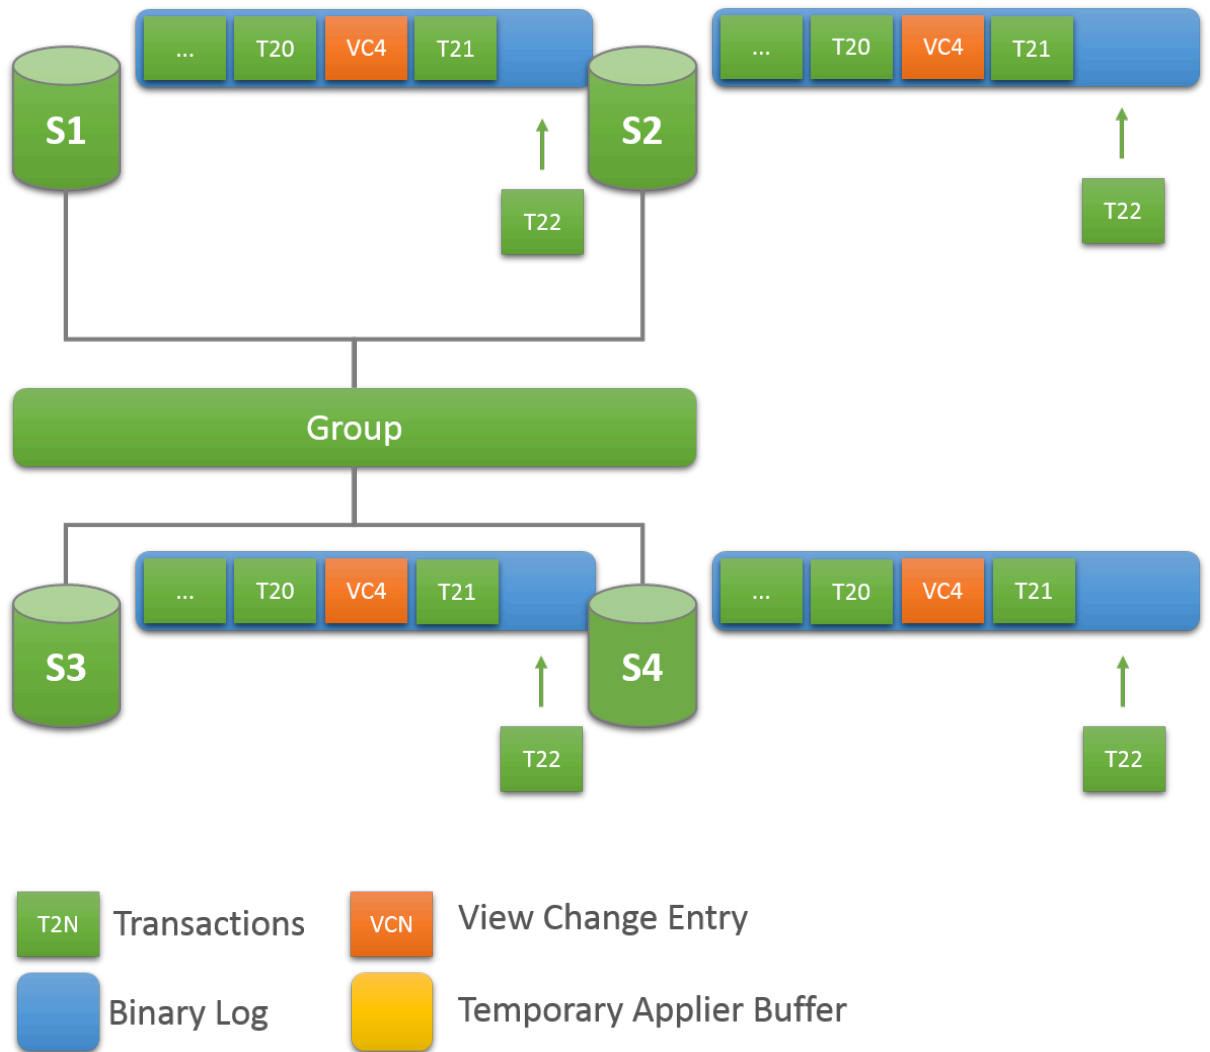 ... T20 VC4 T21
... T20 VC4 T21
S1
S2
T22
T22
Group
... T20 VC4 T21
... T20 VC4 T21
S3
S4
T22
T22
T2N Transactions
VCN View Change Entry
Binary Log
Temporary Applier Buffer